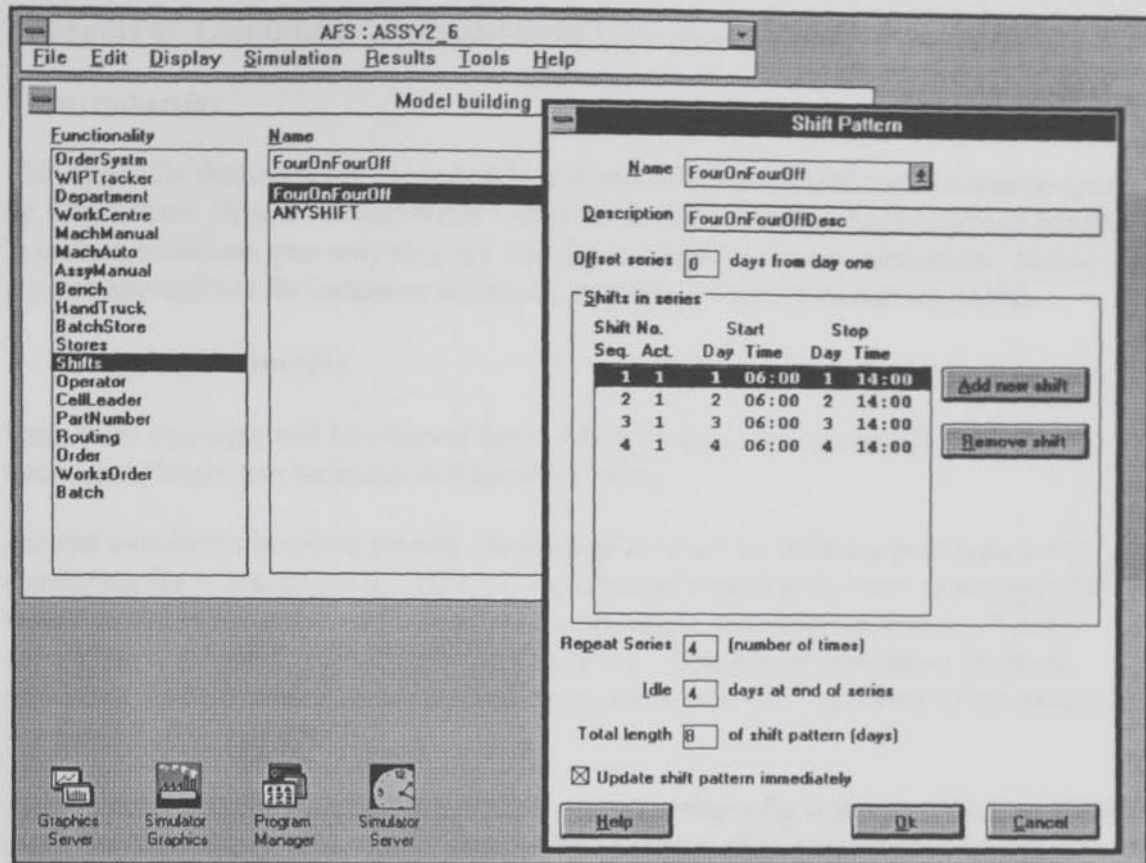 AFS : ASSY2_6
File Edit Display Simulation Results Tools Help
Model building
Functionality
OrderSystm
WIPTracker
Department
WorkCentre
MachManual
MachAuto
AssyManual
Bench
HandTruck
BatchStore
Stores
Shifts
Operator
CellLeader
PartNumber
Routing
Order
WorksOrder
Batch
Name
FourOnFourOff
FourOnFourOff
ANYSHIFT
Shift Pattern
Name FourOnFourOff
Description FourOnFourOffDesc
Offset series 0 days from day one
Shifts in series
Shift No. Start Stop
Seq. Act. Day Time Day Time
1 1 1 06:00 1 14:00
2 1 2 06:00 2 14:00
3 1 3 06:00 3 14:00
4 1 4 06:00 4 14:00
Add new shift
Remove shift
Repeat Series 4 (number of times)
Idle 4 days at end of series
Total length 8 of shift pattern (days)
Update shift pattern immediately
Help Ok Cancel
Graphics Server
Simulator Graphics
Program Manager
Simulator Server